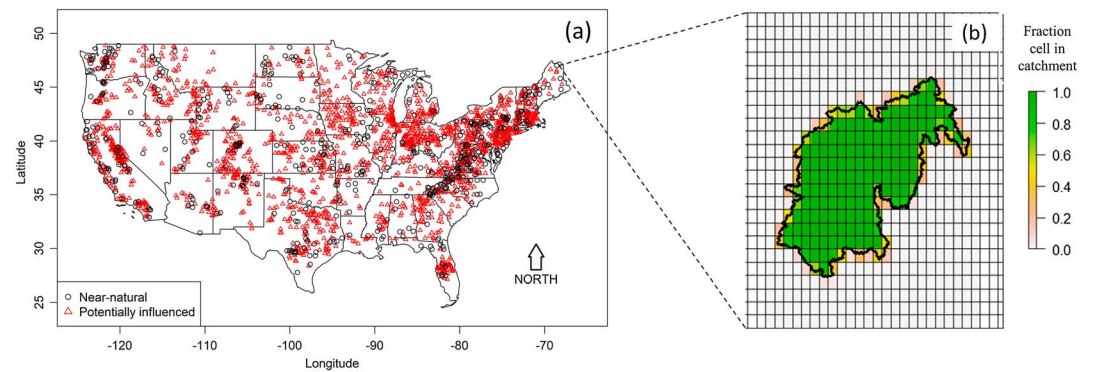 (a)
50
45
40
35
30
25
Latitude
NORTH
Near-natural
Potentially influenced
-120 -110 -100 -90 -80 -70
Longitude
(b)
Fraction
cell in
catchment
1.0
0.8
0.6
0.4
0.2
0.0